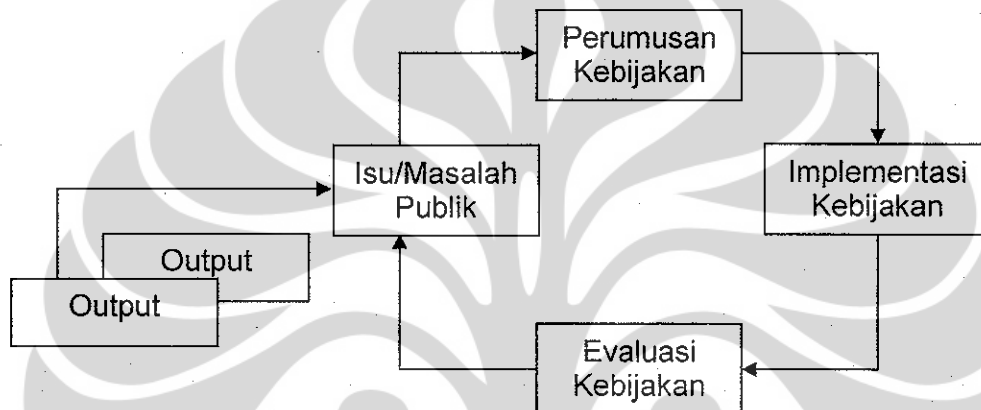 Perumusan
Kebijakan
Isu/Masalah
Publik
Implementasi
Kebijakan
Output
Output
Evaluasi
Kebijakan